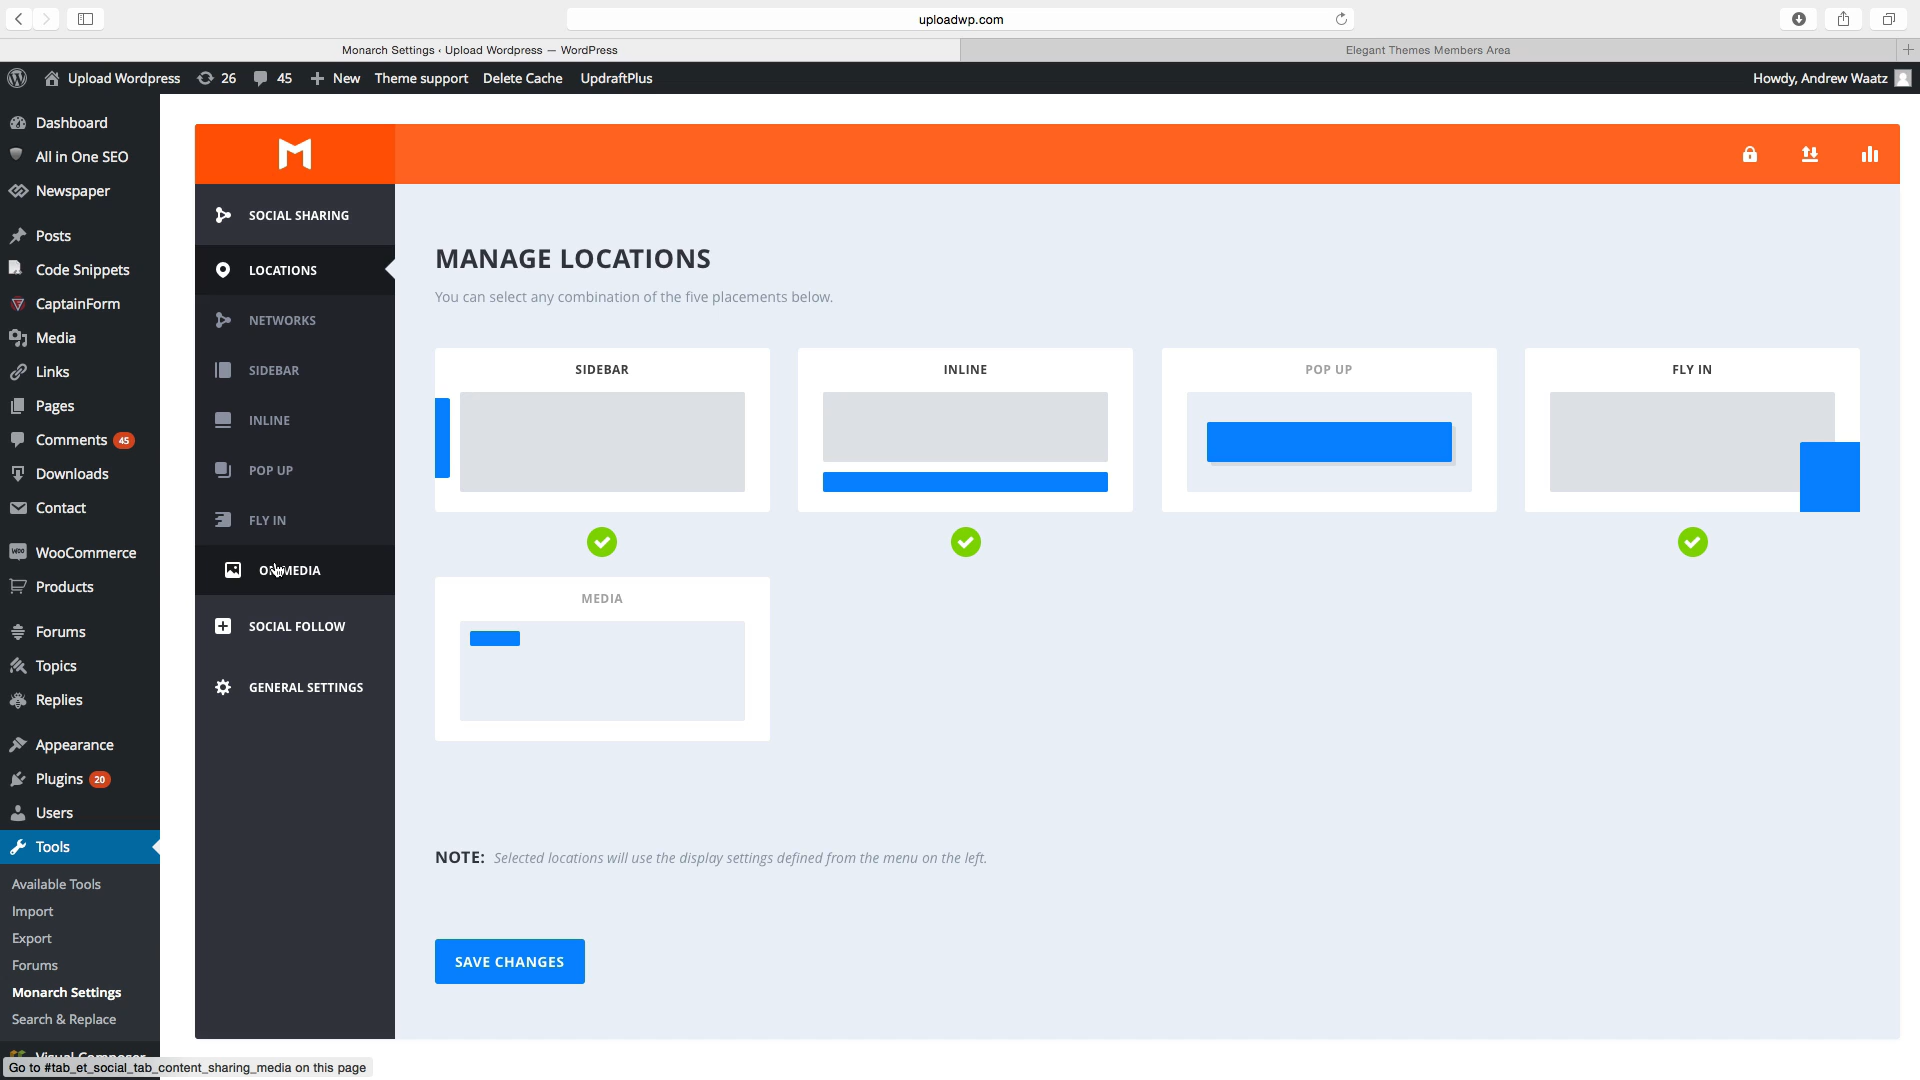 uploadwp.com
Monarch Settings ‹ Upload Wordpress — WordPress
Elegant Themes Members Area
Upload Wordpress
26
45
New
Theme support
Delete Cache
UpdraftPlus
Howdy, Andrew Waatz
Dashboard
All in One SEO
Newspaper
Posts
Code Snippets
CaptainForm
Media
Links
Pages
Comments 45
Downloads
Contact
WooCommerce
Products
Forums
Topics
Replies
Appearance
Plugins 20
Users
Tools
Available Tools
Import
Export
Forums
Monarch Settings
Search & Replace
Visual Composer
Go to #tab_et_social_tab_content_sharing_media on this page
SOCIAL SHARING
LOCATIONS
NETWORKS
SIDEBAR
INLINE
POP UP
FLY IN
ON MEDIA
SOCIAL FOLLOW
GENERAL SETTINGS
MANAGE LOCATIONS
You can select any combination of the five placements below.
SIDEBAR
INLINE
POP UP
FLY IN
MEDIA
NOTE: Selected locations will use the display settings defined from the menu on the left.
SAVE CHANGES